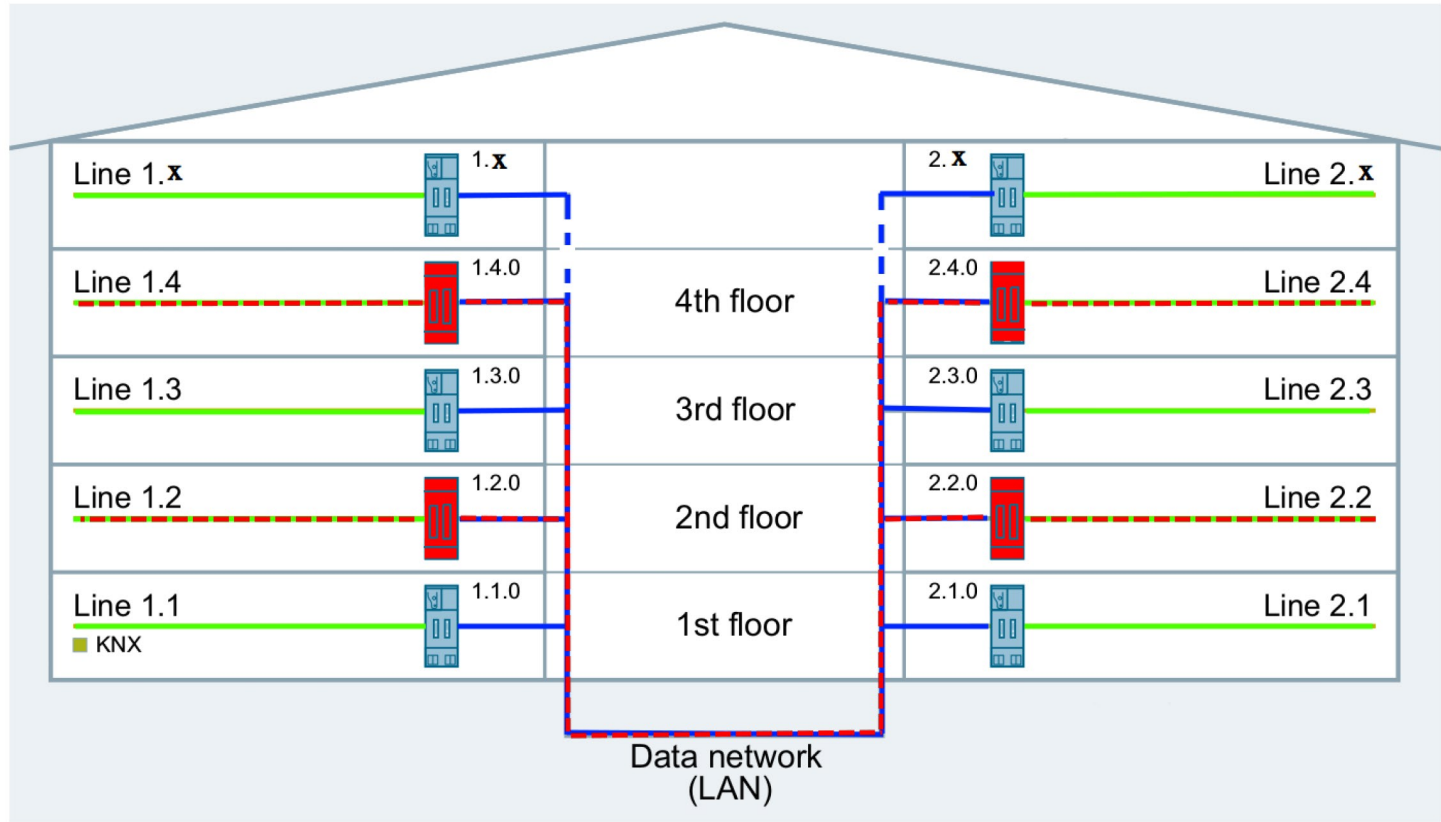 Line 1.x
1.x
2. x
Line 2.x
Line 1.4
1.4.0
4th floor
2.4.0
Line 2.4
Line 1.3
1.3.0
3rd floor
2.3.0
Line 2.3
Line 1.2
1.2.0
2nd floor
2.2.0
Line 2.2
Line 1.1
KNX
1.1.0
1st floor
2.1.0
Line 2.1
Data network
(LAN)